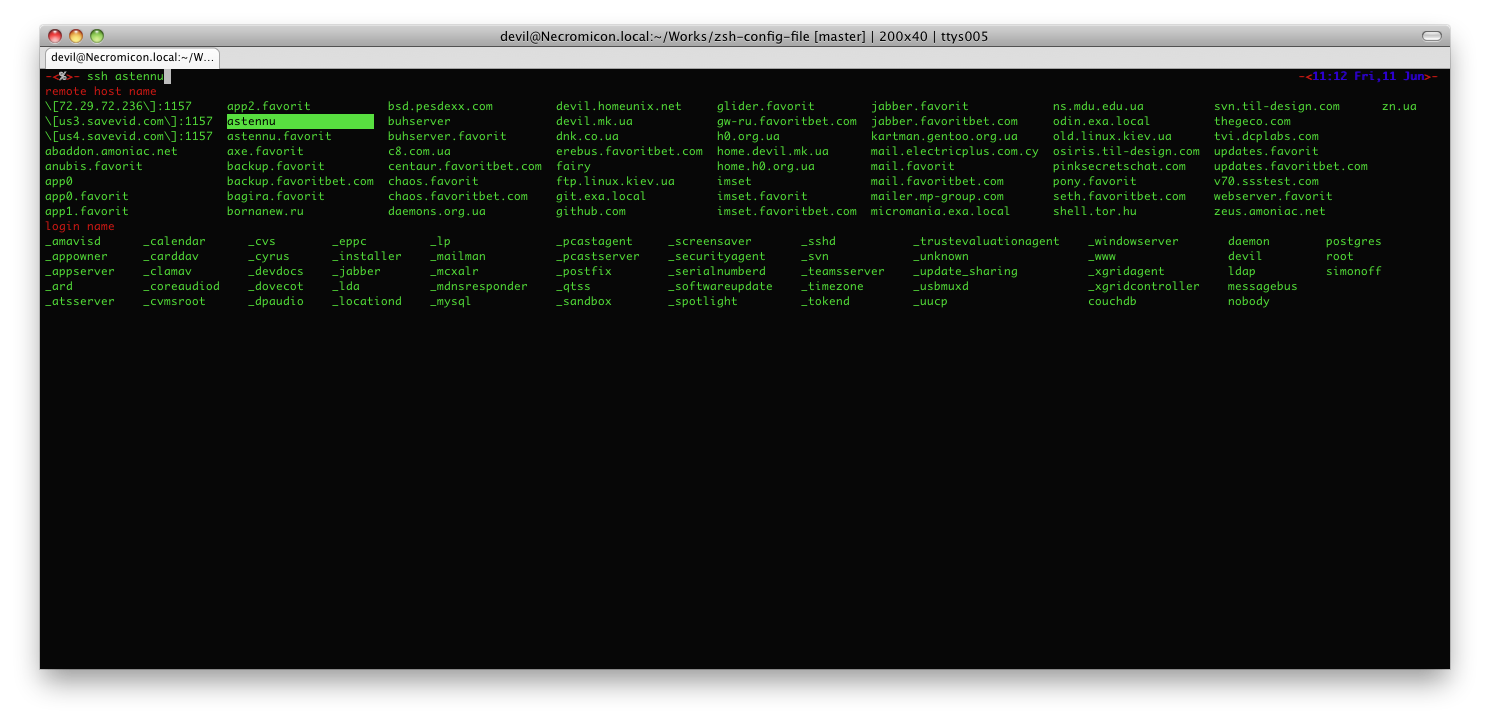 devil@Necromicon.local:~/Works/zsh-config-file [master] | 200x40 | ttys005
devil@Necromicon.local:~/W...
-<%>- ssh astennu -<11:12 Fri,11 Jun>-
remote host name
\[72.29.72.236\]:1157 app2.favorit bsd.pesdexx.com devil.homeunix.net glider.favorit jabber.favorit ns.mdu.edu.ua svn.til-design.com zn.ua
\[us3.savevid.com\]:1157 astennu buhserver devil.mk.ua gw-ru.favoritbet.com jabber.favoritbet.com odin.exa.local thegeco.com
\[us4.savevid.com\]:1157 astennu.favorit buhserver.favorit dnk.co.ua h0.org.ua kartman.gentoo.org.ua old.linux.kiev.ua tvi.dcplabs.com
abaddon.amoniac.net axe.favorit c8.com.ua erebus.favoritbet.com home.devil.mk.ua mail.electricplus.com.cy osiris.til-design.com updates.favorit
anubis.favorit backup.favorit centaur.favoritbet.com fairy home.h0.org.ua mail.favorit pinksecretschat.com updates.favoritbet.com
app0 backup.favoritbet.com chaos.favorit ftp.linux.kiev.ua imset mail.favoritbet.com pony.favorit v70.ssstest.com
app0.favorit bagira.favorit chaos.favoritbet.com git.exa.local imset.favorit mailer.mp-group.com seth.favoritbet.com webserver.favorit
app1.favorit bornanew.ru daemons.org.ua github.com imset.favoritbet.com micromania.exa.local shell.tor.hu zeus.amoniac.net
login name
_amavisd _calendar _cvs _eppc _lp _pcastagent _screensaver _sshd _trustevaluationagent _windowserver daemon postgres
_appowner _carddav _cyrus _installer _mailman _pcastserver _securityagent _svn _unknown _www devil root
_appserver _clamav _devdocs _jabber _mcxalr _postfix _serialnumberd _teamsserver _update_sharing _xgridagent ldap simonoff
_ard _coreaudiod _dovecot _lda _mdnsresponder _qtss _softwareupdate _timezone _usbmuxd _xgridcontroller messagebus
_atsserver _cvmsroot _dpaudio _locationd _mysql _sandbox _spotlight _tokend _uucp couchdb nobody